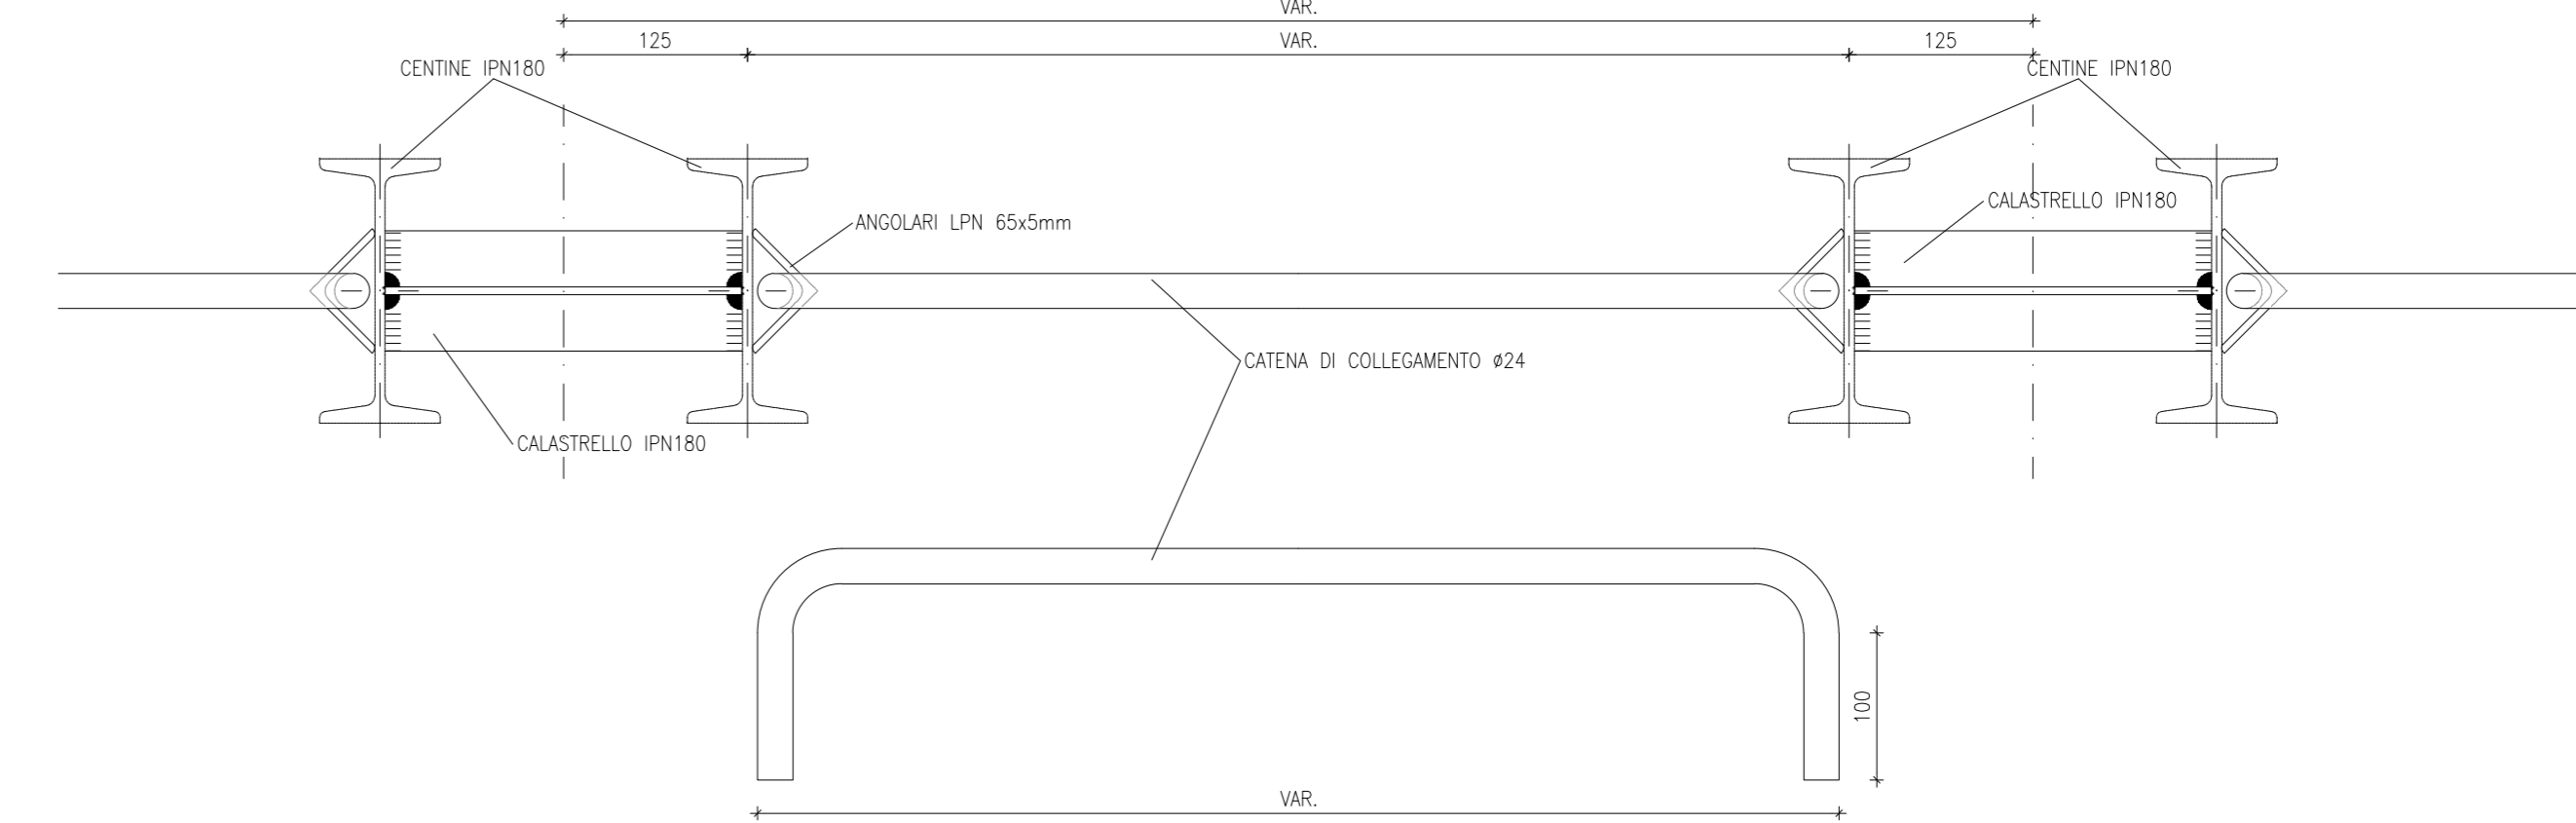 VAR.
125
VAR.
125
CENTINE IPN180
CENTINE IPN180
CALASTRELLO IPN180
ANGOLARI LPN 65x5mm
CATENA DI COLLEGAMENTO ø24
CALASTRELLO IPN180
100
VAR.